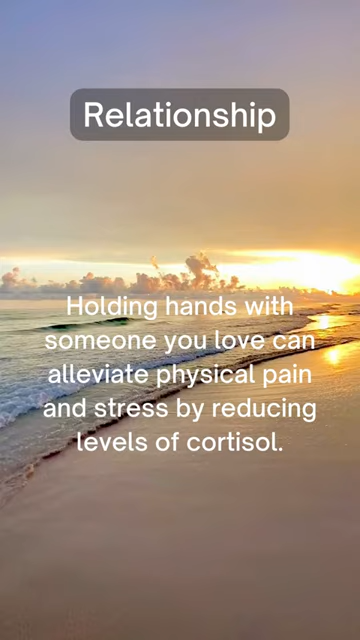 Relationship
Holding hands with
someone you love can
alleviate physical pain
and stress by reducing
levels of cortisol.